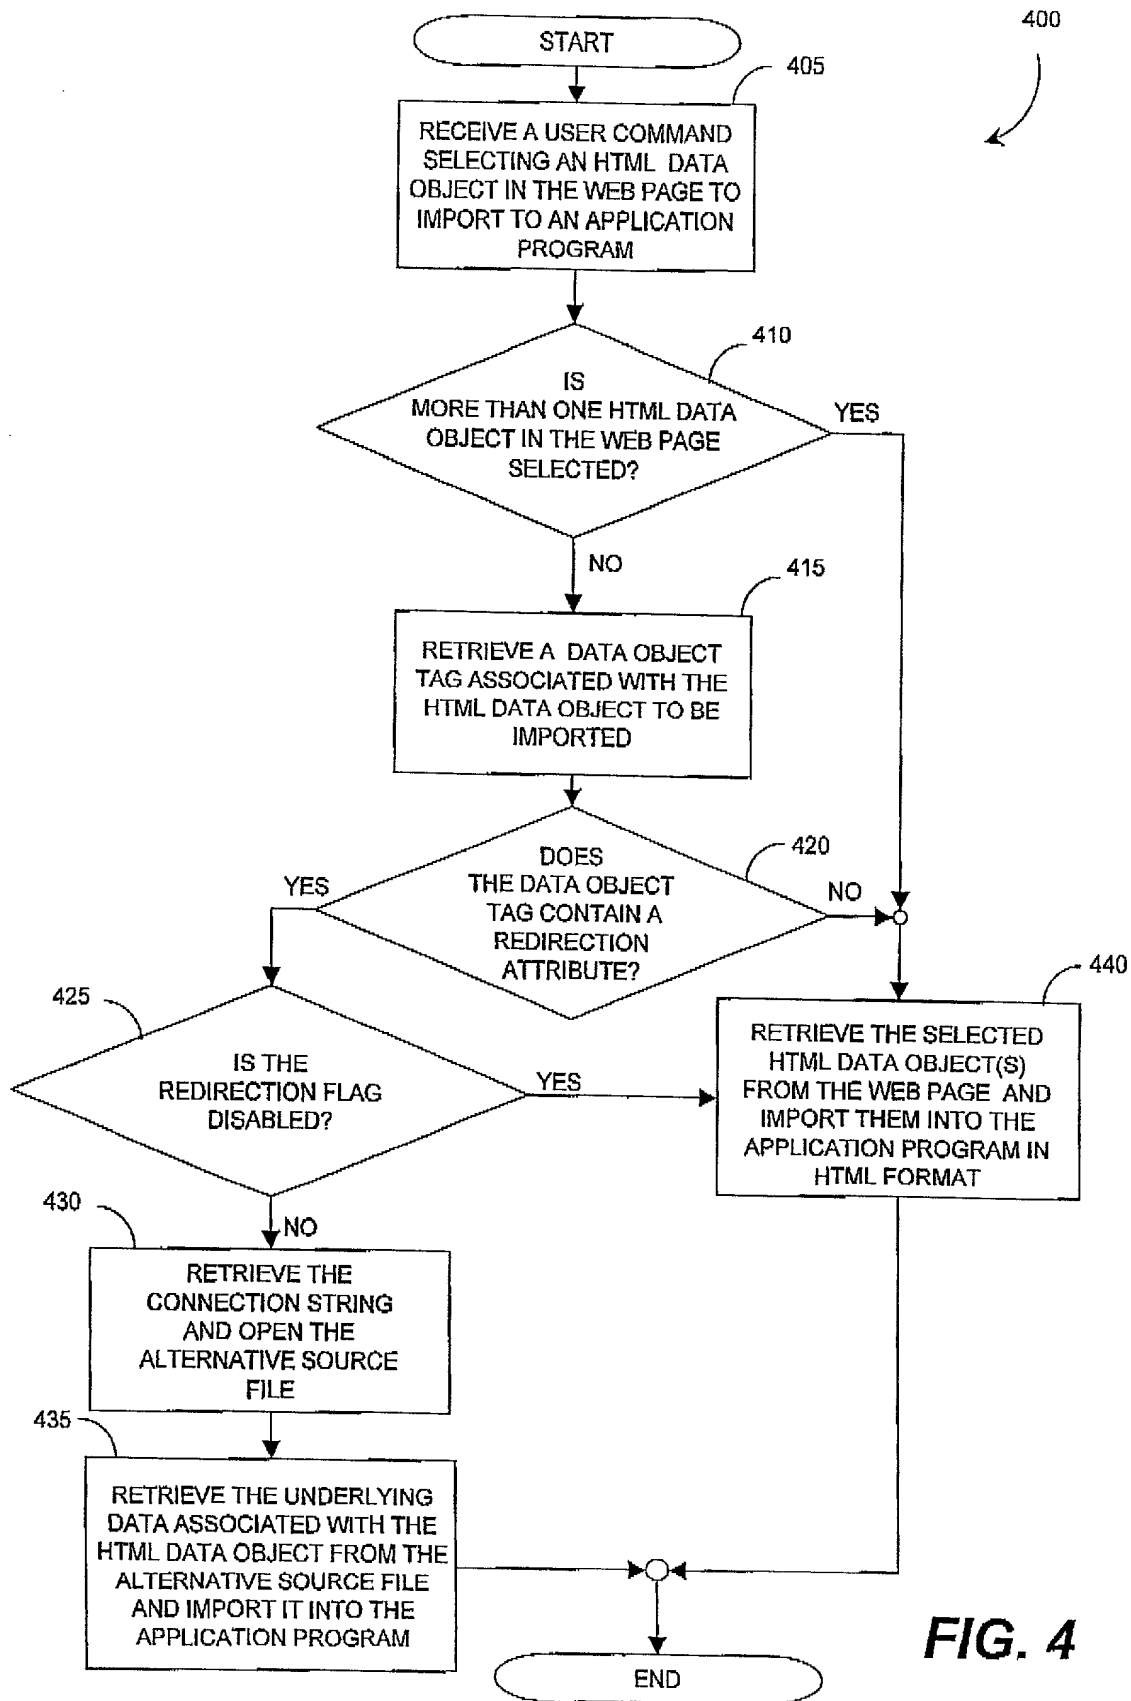 400
START
405
RECEIVE A USER COMMAND
SELECTING AN HTML DATA
OBJECT IN THE WEB PAGE TO
IMPORT TO AN APPLICATION
PROGRAM
410
IS
MORE THAN ONE HTML DATA
OBJECT IN THE WEB PAGE
SELECTED?
YES
NO
415
RETRIEVE A DATA OBJECT
TAG ASSOCIATED WITH THE
HTML DATA OBJECT TO BE
IMPORTED
420
DOES
THE DATA OBJECT
TAG CONTAIN A
REDIRECTION
ATTRIBUTE?
YES
NO
425
IS THE
REDIRECTION FLAG
DISABLED?
YES
440
RETRIEVE THE SELECTED
HTML DATA OBJECT(S)
FROM THE WEB PAGE AND
IMPORT THEM INTO THE
APPLICATION PROGRAM IN
HTML FORMAT
NO
430
RETRIEVE THE
CONNECTION STRING
AND OPEN THE
ALTERNATIVE SOURCE
FILE
435
RETRIEVE THE UNDERLYING
DATA ASSOCIATED WITH THE
HTML DATA OBJECT FROM THE
ALTERNATIVE SOURCE FILE
AND IMPORT IT INTO THE
APPLICATION PROGRAM
END
FIG. 4